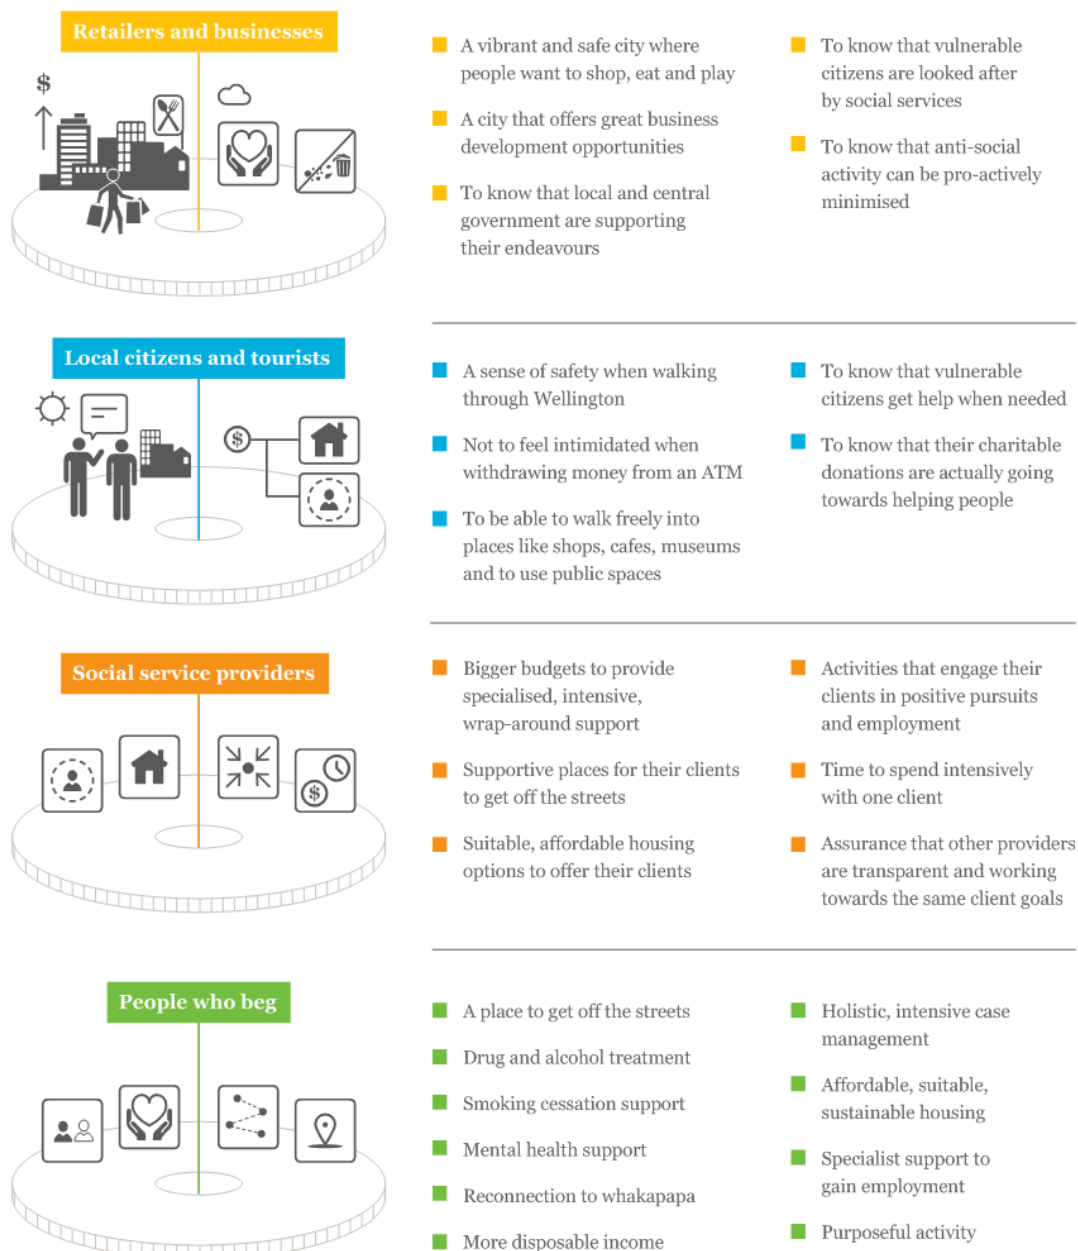 Retailers and businesses
$
A vibrant and safe city where
people want to shop, eat and play
A city that offers great business
development opportunities
To know that local and central
government are supporting
their endeavours
To know that vulnerable
citizens are looked after
by social services
To know that anti-social
activity can be pro-actively
minimised
Local citizens and tourists
$
A sense of safety when walking
through Wellington
Not to feel intimidated when
withdrawing money from an ATM
To be able to walk freely into
places like shops, cafes, museums
and to use public spaces
To know that vulnerable
citizens get help when needed
To know that their charitable
donations are actually going
towards helping people
Social service providers
$
Bigger budgets to provide
specialised, intensive,
wrap-around support
Supportive places for their clients
to get off the streets
Suitable, affordable housing
options to offer their clients
Activities that engage their
clients in positive pursuits
and employment
Time to spend intensively
with one client
Assurance that other providers
are transparent and working
towards the same client goals
People who beg
A place to get off the streets
Drug and alcohol treatment
Smoking cessation support
Mental health support
Reconnection to whakapapa
More disposable income
Holistic, intensive case
management
Affordable, suitable,
sustainable housing
Specialist support to
gain employment
Purposeful activity